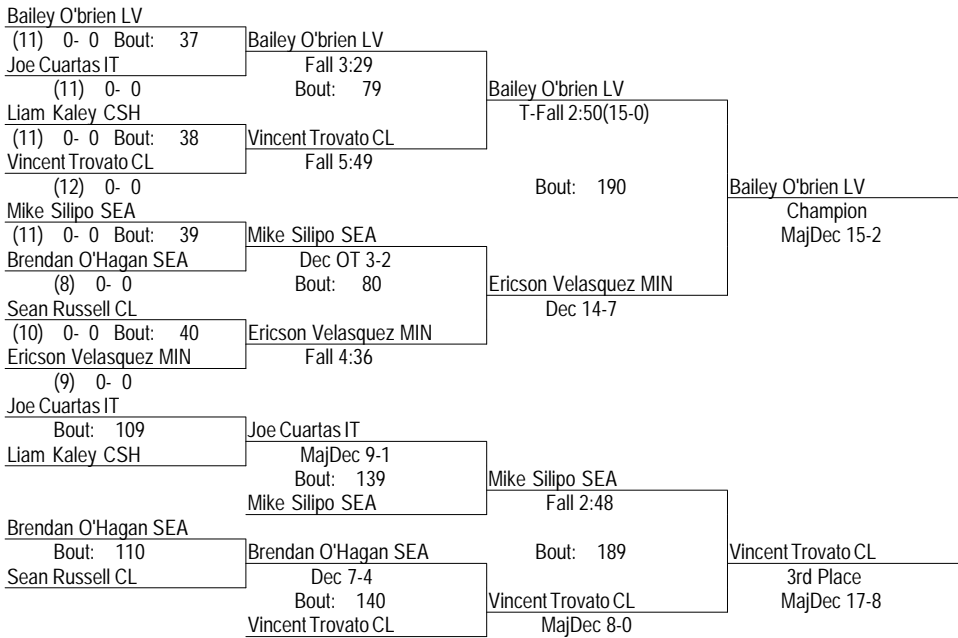 Bailey O'brien LV
(11) 0- 0 Bout: 37
Bailey O'brien LV
Joe Cuartas IT
Fall 3:29
(11) 0- 0
Bout: 79
Bailey O'brien LV
Liam Kaley CSH
T-Fall 2:50(15-0)
(11) 0- 0 Bout: 38
Vincent Trovato CL
Vincent Trovato CL
Fall 5:49
(12) 0- 0
Bout: 190
Bailey O'brien LV
Mike Silipo SEA
Champion
(11) 0- 0 Bout: 39
Mike Silipo SEA
MajDec 15-2
Brendan O'Hagan SEA
Dec OT 3-2
(8) 0- 0
Bout: 80
Ericson Velasquez MIN
Sean Russell CL
Dec 14-7
(10) 0- 0 Bout: 40
Ericson Velasquez MIN
Ericson Velasquez MIN
Fall 4:36
(9) 0- 0
Joe Cuartas IT
Bout: 109
Joe Cuartas IT
Liam Kaley CSH
MajDec 9-1
Bout: 139
Mike Silipo SEA
Mike Silipo SEA
Fall 2:48
Brendan O'Hagan SEA
Bout: 110
Brendan O'Hagan SEA
Bout: 189
Vincent Trovato CL
Sean Russell CL
Dec 7-4
3rd Place
Bout: 140
Vincent Trovato CL
MajDec 17-8
Vincent Trovato CL
MajDec 8-0